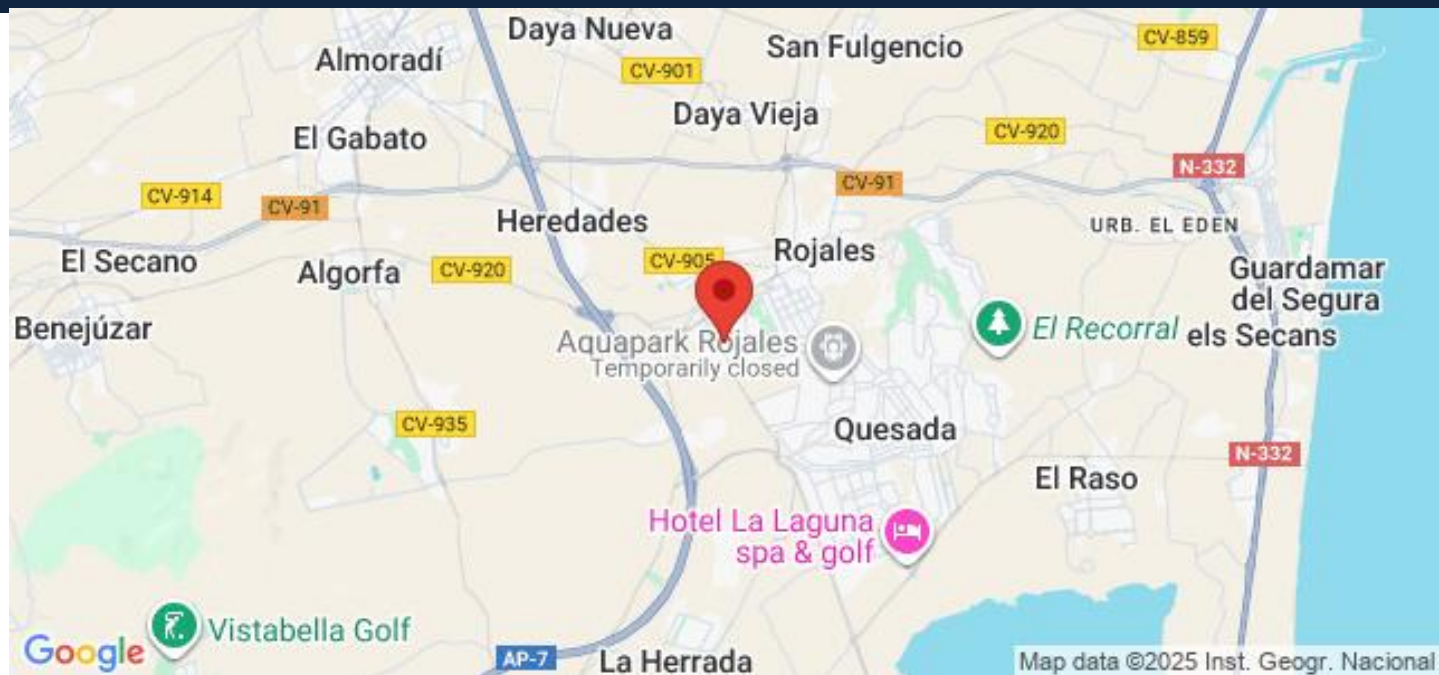 Daya Nueva
San Fulgencio
CV-859
Almoradí
CV-901
Daya Vieja
El Gabato
CV-920
N-332
CV-914
CV-91
CV-91
Heredades
URB. EL EDEN
Rojales
El Secano
Algorfa
CV-920
CV-905
Guardamar
del Segura
Benejúzar
Aquapark Rojales
Temporarily closed
El Recorral
els Secans
CV-935
Quesada
N-332
El Raso
Hotel La Laguna
spa & golf
Vistabella Golf
Google
AP-7
La Herrada
Map data ©2025 Inst. Geogr. Nacional